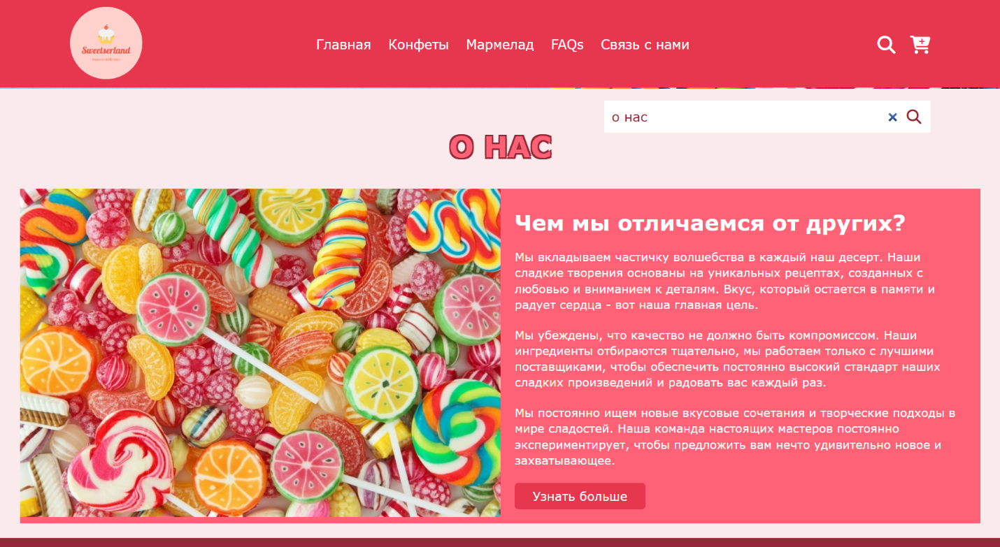 Sweetserland
Главная Конфеты Мармелад FAQs Связь с нами
о нас
О НАС
Чем мы отличаемся от других?
Мы вкладываем частичку волшебства в каждый наш десерт. Наши
сладкие творения основаны на уникальных рецептах, созданных с
любовью и вниманием к деталям. Вкус, который остается в памяти и
радует сердца - вот наша главная цель.
Мы убеждены, что качество не должно быть компромиссом. Наши
ингредиенты отбираются тщательно, мы работаем только с лучшими
поставщиками, чтобы обеспечить постоянно высокий стандарт наших
сладких произведений и радовать вас каждый раз.
Мы постоянно ищем новые вкусовые сочетания и творческие подходы в
мире сладостей. Наша команда настоящих мастеров постоянно
экспериментирует, чтобы предложить вам нечто удивительно новое и
захватывающее.
Узнать больше